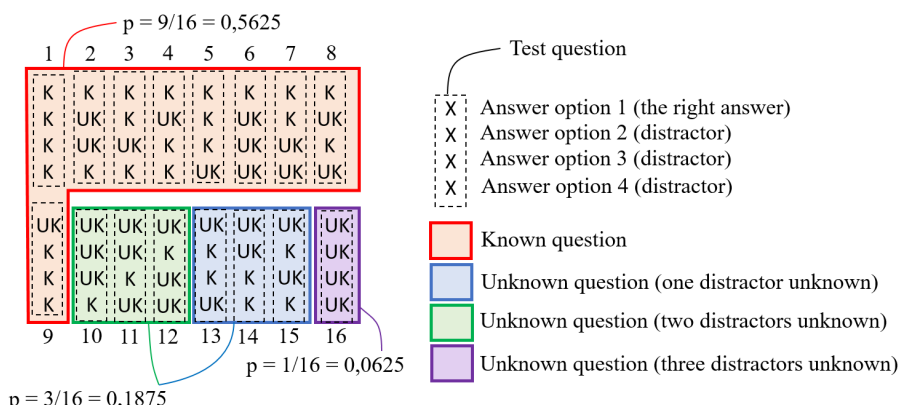 p = 9/16 = 0,5625
1 2 3 4 5 6 7 8
K K K K K K K K
K UK K UK K UK K UK
K UK UK K K UK UK K
K K K K UK UK UK UK
UK UK UK UK UK UK UK UK
K UK UK K K UK K UK
K UK K UK K K UK UK
K K UK UK UK K K UK
9 10 11 12 13 14 15 16
p = 1/16 = 0,0625
p = 3/16 = 0,1875
Test question
X Answer option 1 (the right answer)
X Answer option 2 (distractor)
X Answer option 3 (distractor)
X Answer option 4 (distractor)
Known question
Unknown question (one distractor unknown)
Unknown question (two distractors unknown)
Unknown question (three distractors unknown)